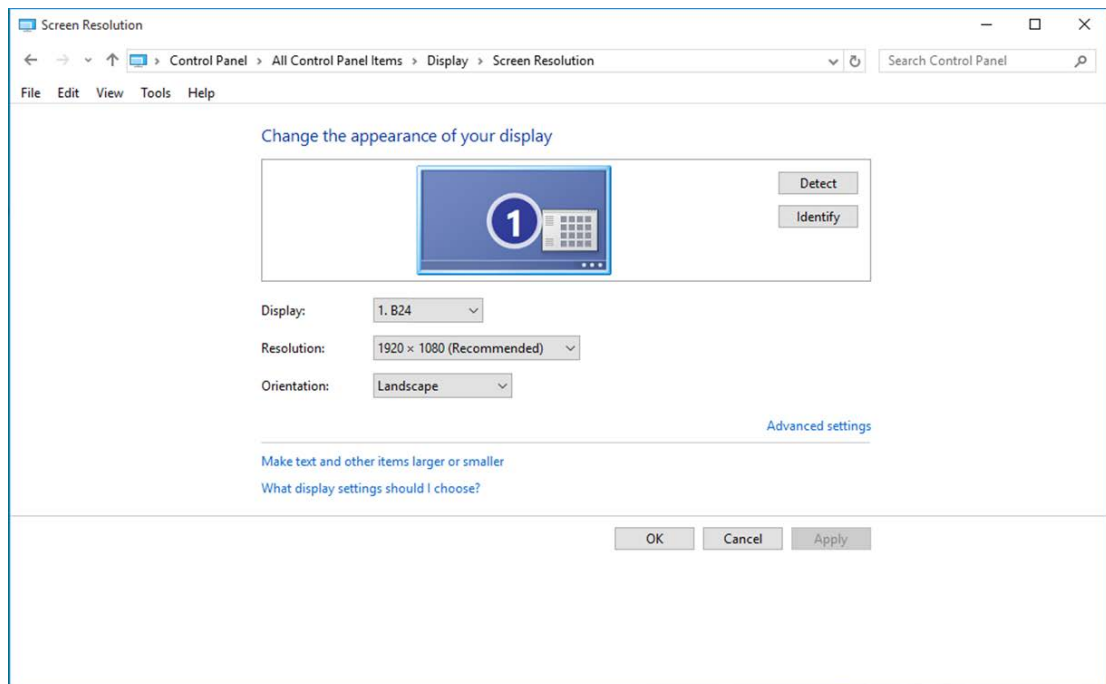 Screen Resolution
Control Panel > All Control Panel Items > Display > Screen Resolution
Search Control Panel
File Edit View Tools Help
Change the appearance of your display
1
Detect
Identify
Display: 1. B24
Resolution: 1920 × 1080 (Recommended)
Orientation: Landscape
Advanced settings
Make text and other items larger or smaller
What display settings should I choose?
OK Cancel Apply